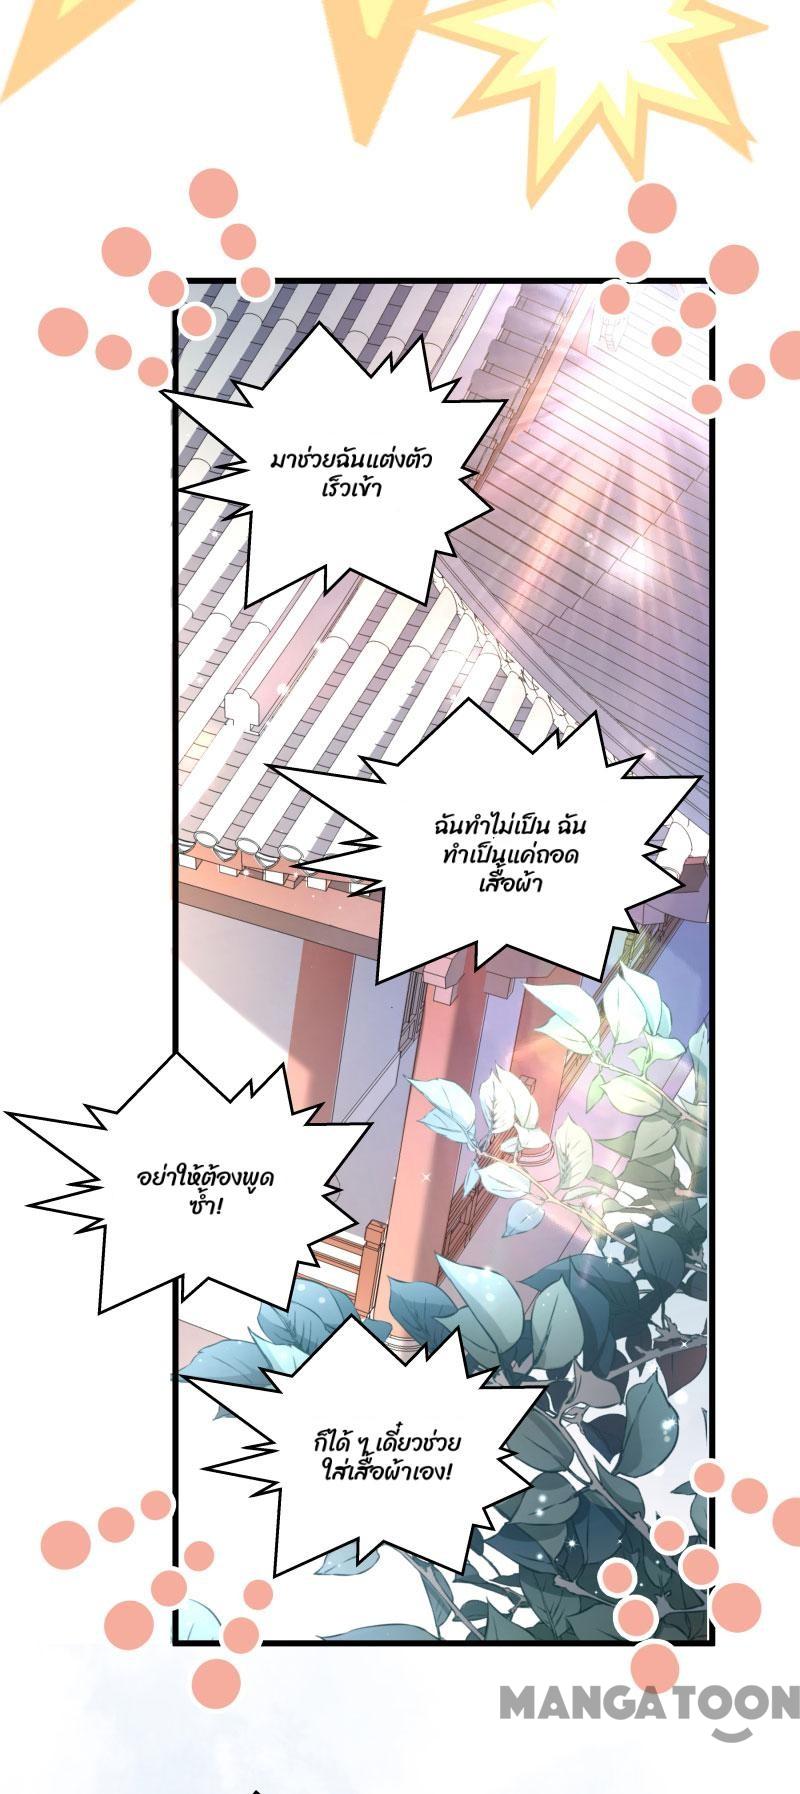 มาช่วยฉันแต่งตัว
เร็วเข้า
ฉันทำไม่เป็น ฉัน
ทำเป็นแค่ถอด
เสื้อผ้า
อย่าให้ต้องพูด
ซ้ำ!
ก็ได้ ๆ เดี๋ยวช่วย
ใส่เสื้อผ้าเอง!
MANGATOON